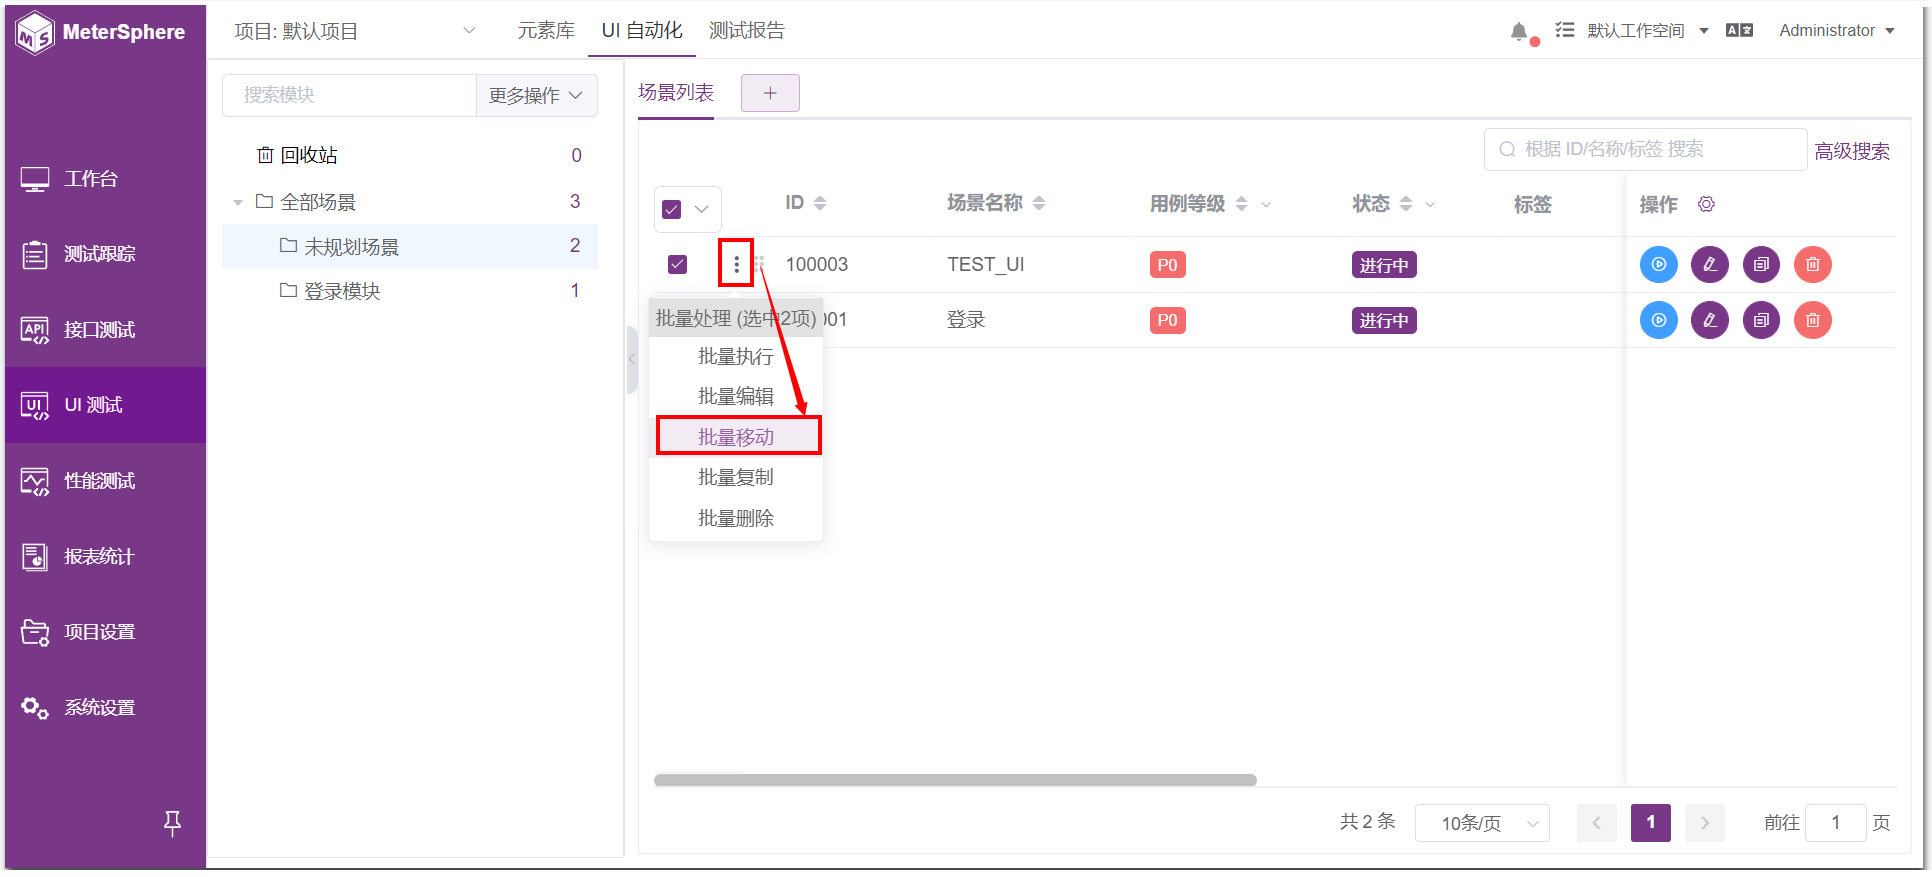 MeterSphere
项目: 默认项目
元素库
UI 自动化
测试报告
默认工作空间
Administrator
工作台
测试跟踪
接口测试
UI 测试
性能测试
报表统计
项目设置
系统设置
搜索模块
更多操作
回收站 0
全部场景 3
未规划场景 2
登录模块 1
场景列表
+
根据 ID/名称/标签 搜索
高级搜索
ID 场景名称 用例等级 状态 标签 操作
100003 TEST_UI P0 进行中
001 登录 P0 进行中
批量处理 (选中2项)
批量执行
批量编辑
批量移动
批量复制
批量删除
共 2 条
10条/页
1
前往 1 页